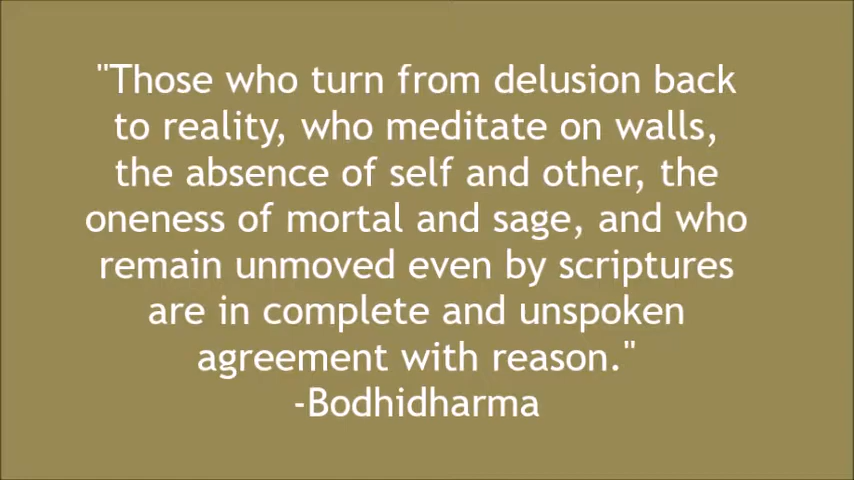 "Those who turn from delusion back
to reality, who meditate on walls,
the absence of self and other, the
oneness of mortal and sage, and who
remain unmoved even by scriptures
are in complete and unspoken
agreement with reason."
-Bodhidharma